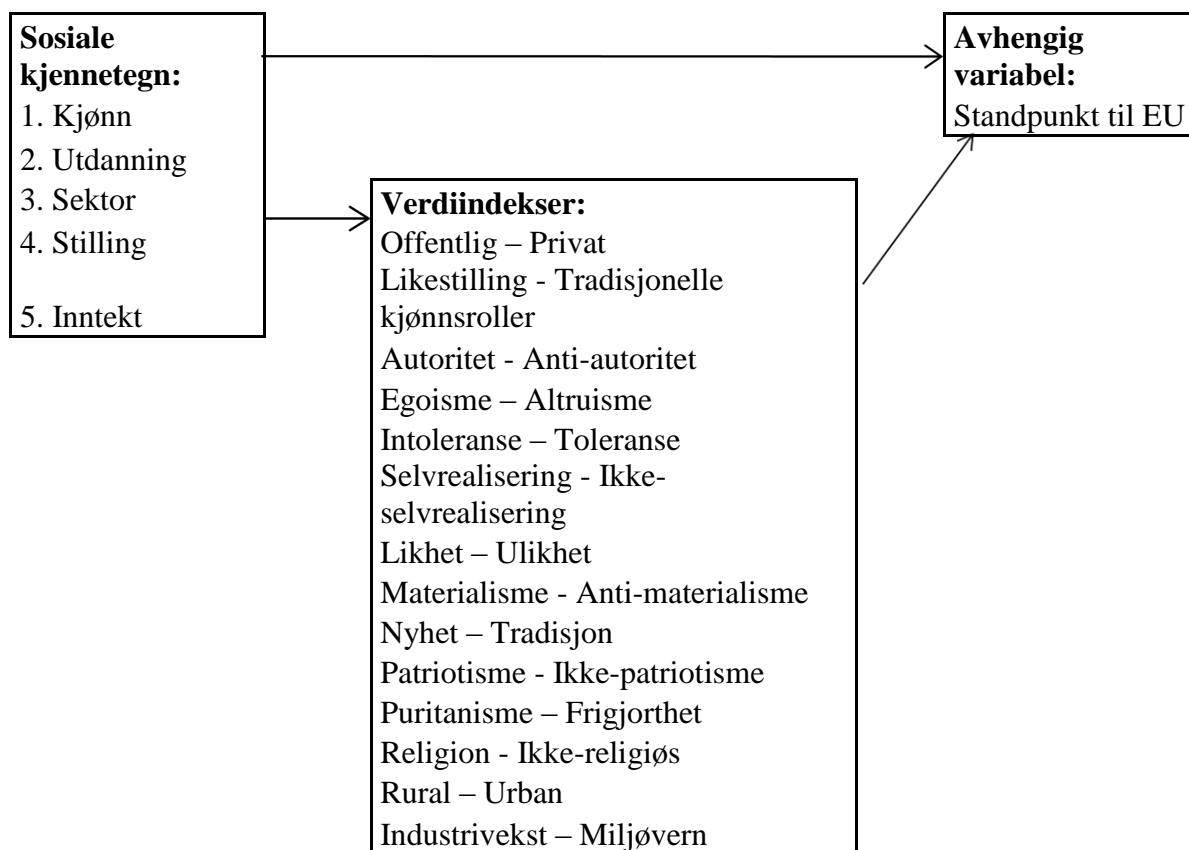 Sosiale
kjennetegn:
1. Kjønn
2. Utdanning
3. Sektor
4. Stilling
5. Inntekt
Avhengig
variabel:
Standpunkt til EU
Verdiindekser:
Offentlig – Privat
Likestilling - Tradisjonelle
kjønnsroller
Autoritet - Anti-autoritet
Egoisme – Altruisme
Intoleranse – Toleranse
Selvrealisering - Ikke-
selvrealisering
Likhet – Ulikhet
Materialisme - Anti-materialisme
Nyhet – Tradisjon
Patriotisme - Ikke-patriotisme
Puritanisme – Frigjorthet
Religion - Ikke-religiøs
Rural – Urban
Industrivekst – Miljøvern